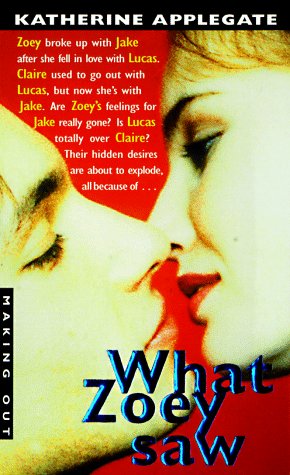 KATHERINE APPLEGATE
Zoey broke up with Jake
after she fell in love with Lucas.
Claire used to go out with
Lucas, but now she's with
Jake. Are Zoey's feelings for
Jake really gone? Is Lucas
totally over Claire?
Their hidden desires
are about to explode,
all because of . . .
MAKING OUT
What
Zoey
saw